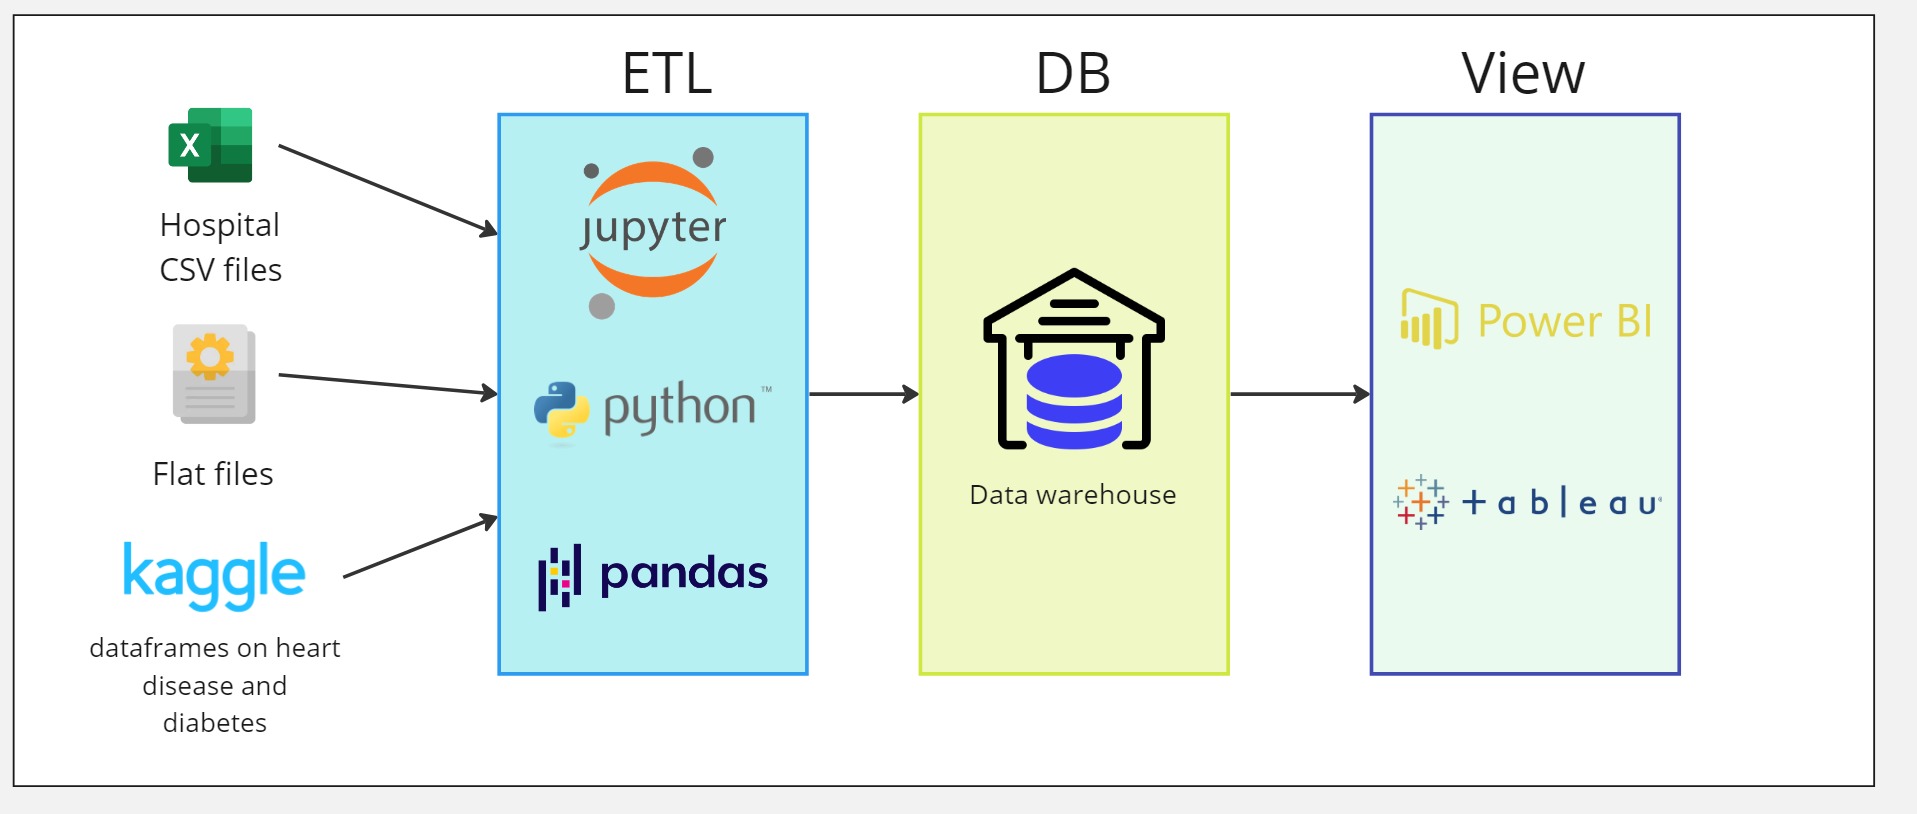 ETL
DB
View
X
Hospital
CSV files
Flat files
kaggle
dataframes on heart
disease and
diabetes
jupyter
python™
pandas
Data warehouse
Power BI
+ a b l e a u®